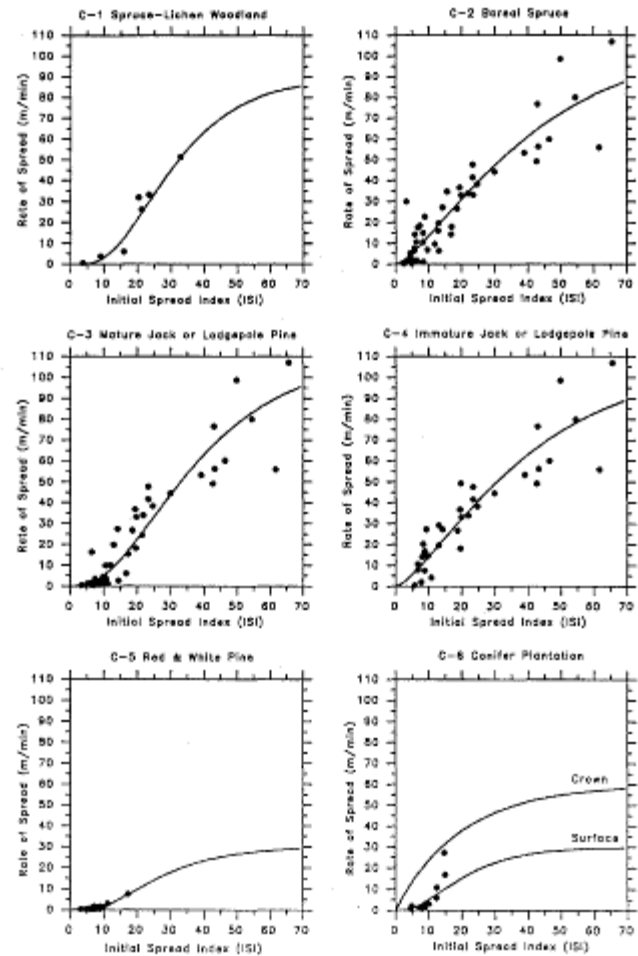 C-1 Spruce-Lichen Woodland
Rate of Spread (m/min)
110
100
90
80
70
60
50
40
30
20
10
0
0 10 20 30 40 50 60 70
Initial Spread Index (ISI)
C-2 Boreal Spruce
Rate of Spread (m/min)
110
100
90
80
70
60
50
40
30
20
10
0
0 10 20 30 40 50 60 70
Initial Spread Index (ISI)
C-3 Mature Jack or Lodgepole Pine
Rate of Spread (m/min)
110
100
90
80
70
60
50
40
30
20
10
0
0 10 20 30 40 50 60 70
Initial Spread Index (ISI)
C-4 Immature Jack or Lodgepole Pine
Rate of Spread (m/min)
110
100
90
80
70
60
50
40
30
20
10
0
0 10 20 30 40 50 60 70
Initial Spread Index (ISI)
C-5 Red & White Pine
Rate of Spread (m/min)
110
100
90
80
70
60
50
40
30
20
10
0
0 10 20 30 40 50 60 70
Initial Spread Index (ISI)
C-6 Conifer Plantation
Rate of Spread (m/min)
110
100
90
80
70
60
50
40
30
20
10
0
Crown
Surface
0 10 20 30 40 50 60 70
Initial Spread Index (ISI)